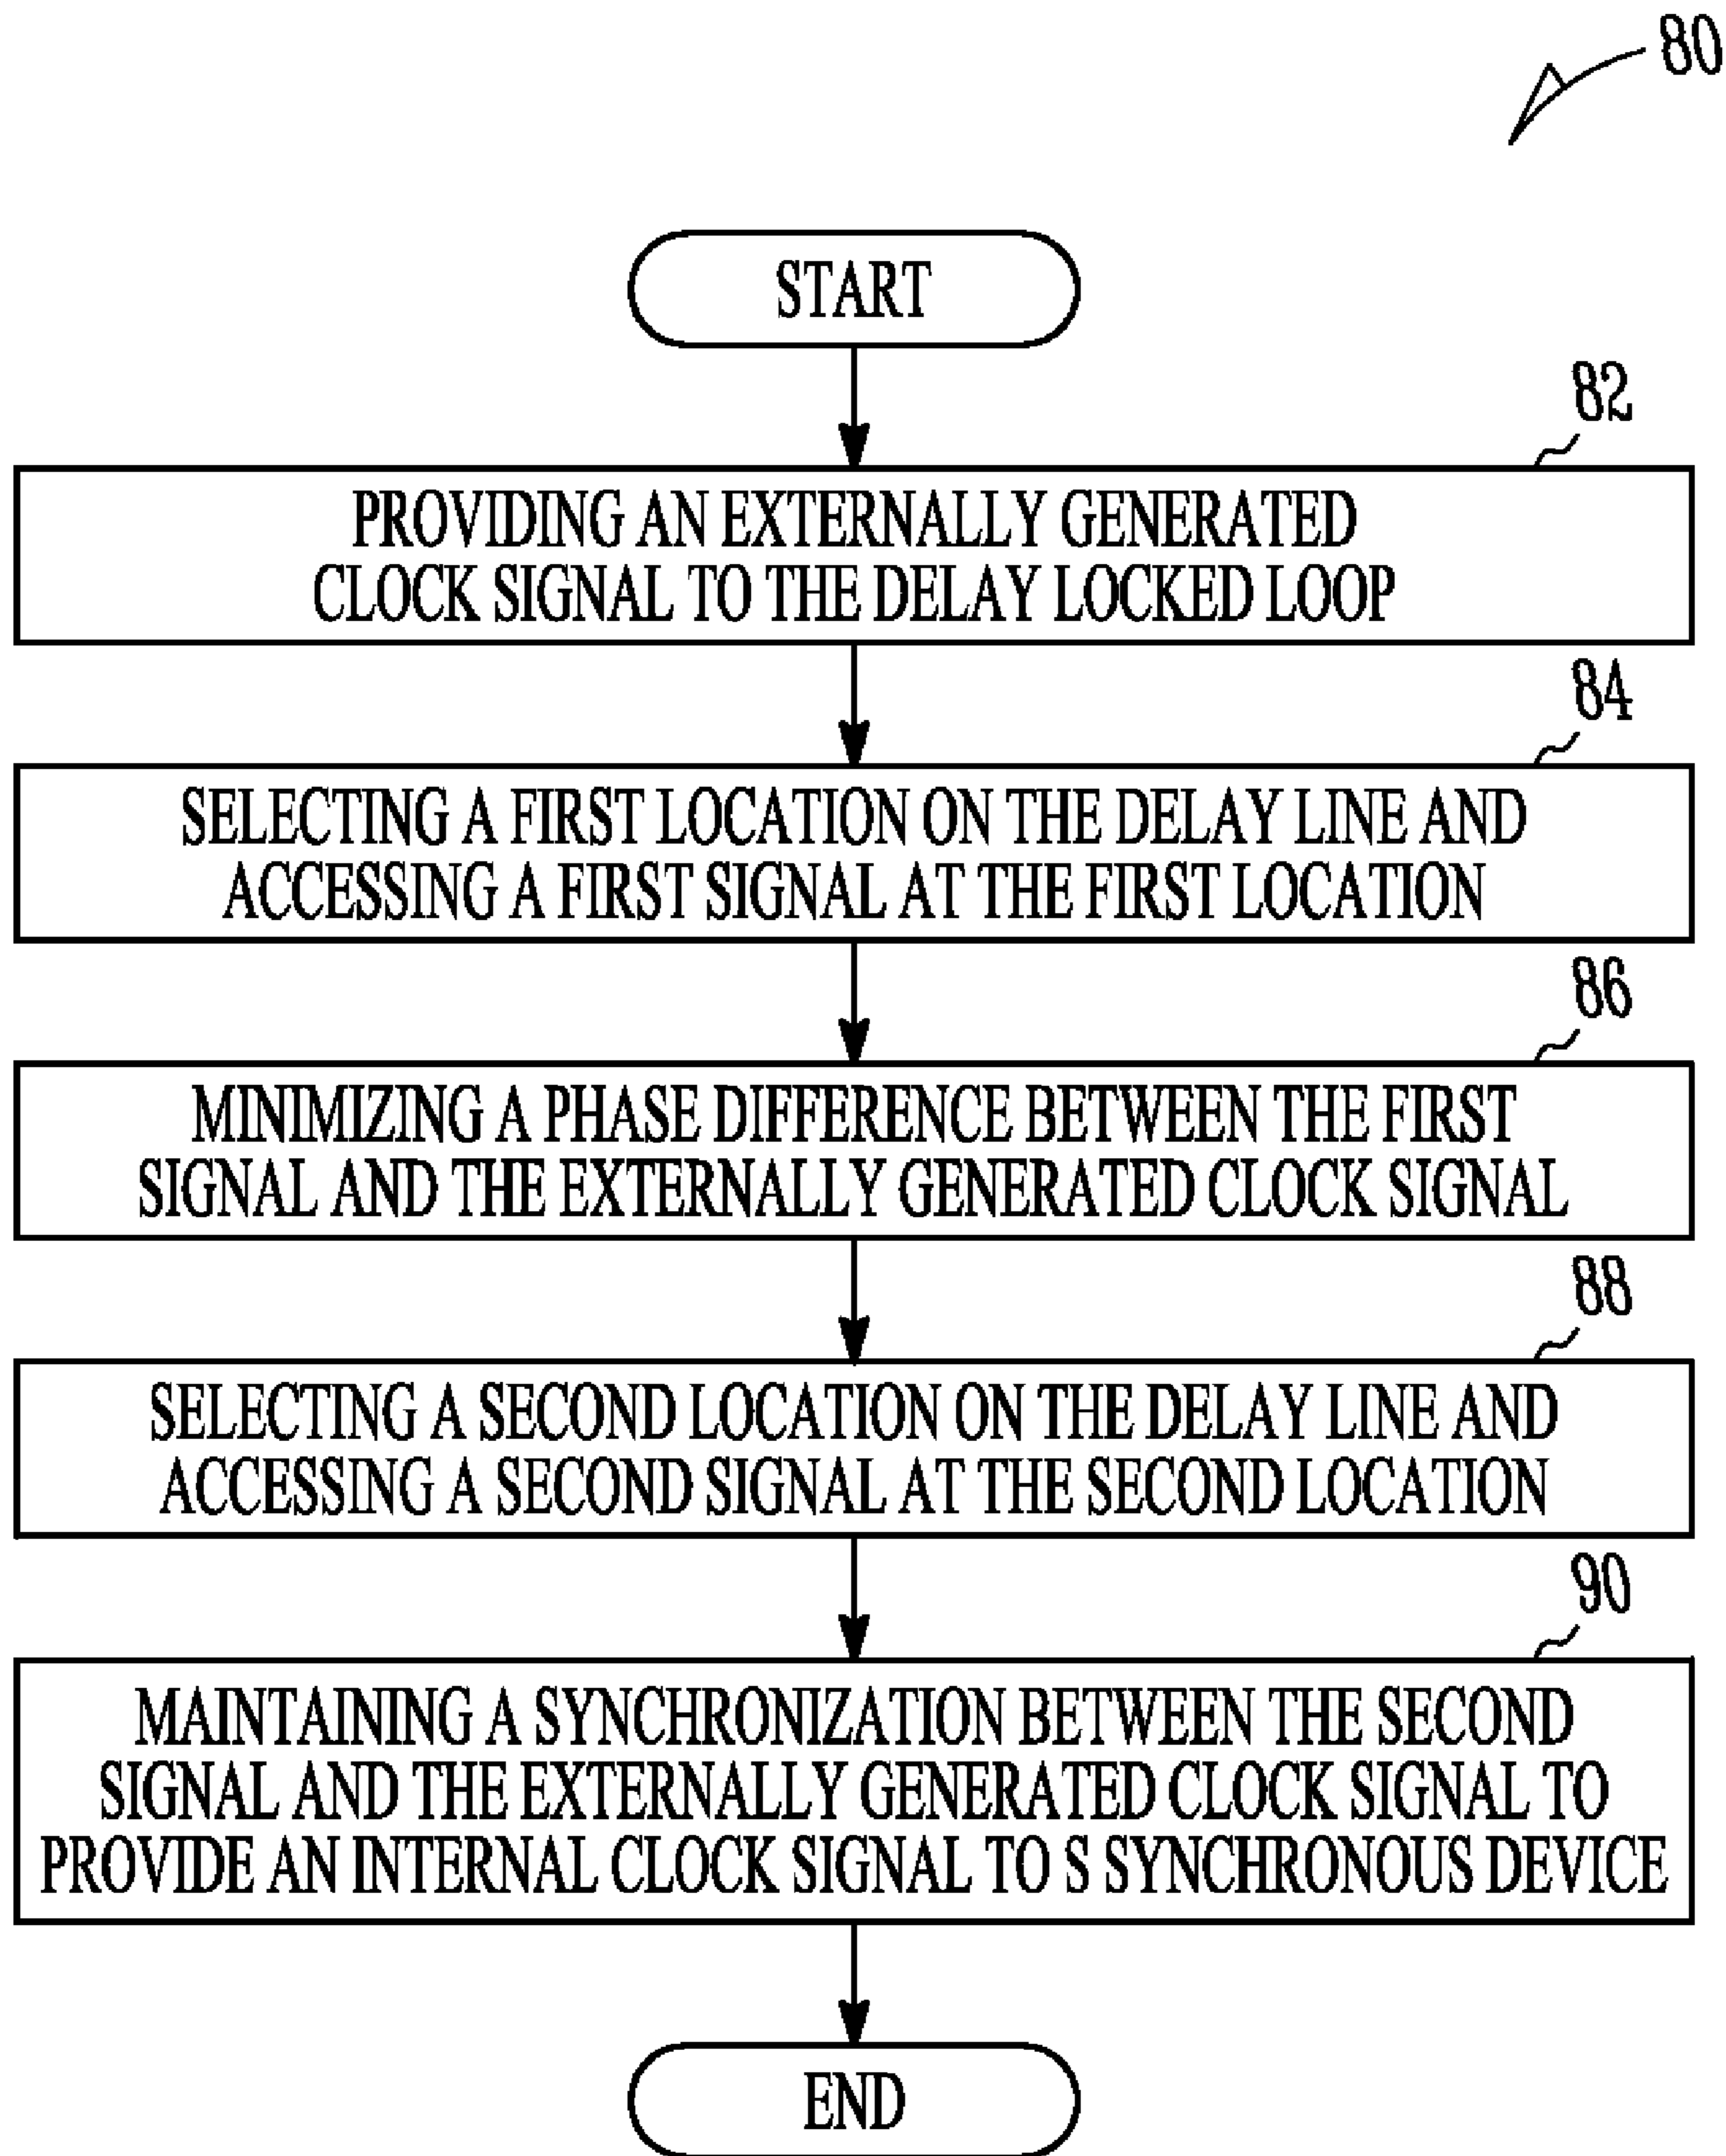 80
START
82
PROVIDING AN EXTERNALLY GENERATED
CLOCK SIGNAL TO THE DELAY LOCKED LOOP
84
SELECTING A FIRST LOCATION ON THE DELAY LINE AND
ACCESSING A FIRST SIGNAL AT THE FIRST LOCATION
86
MINIMIZING A PHASE DIFFERENCE BETWEEN THE FIRST
SIGNAL AND THE EXTERNALLY GENERATED CLOCK SIGNAL
88
SELECTING A SECOND LOCATION ON THE DELAY LINE AND
ACCESSING A SECOND SIGNAL AT THE SECOND LOCATION
90
MAINTAINING A SYNCHRONIZATION BETWEEN THE SECOND
SIGNAL AND THE EXTERNALLY GENERATED CLOCK SIGNAL TO
PROVIDE AN INTERNAL CLOCK SIGNAL TO S SYNCHRONOUS DEVICE
END